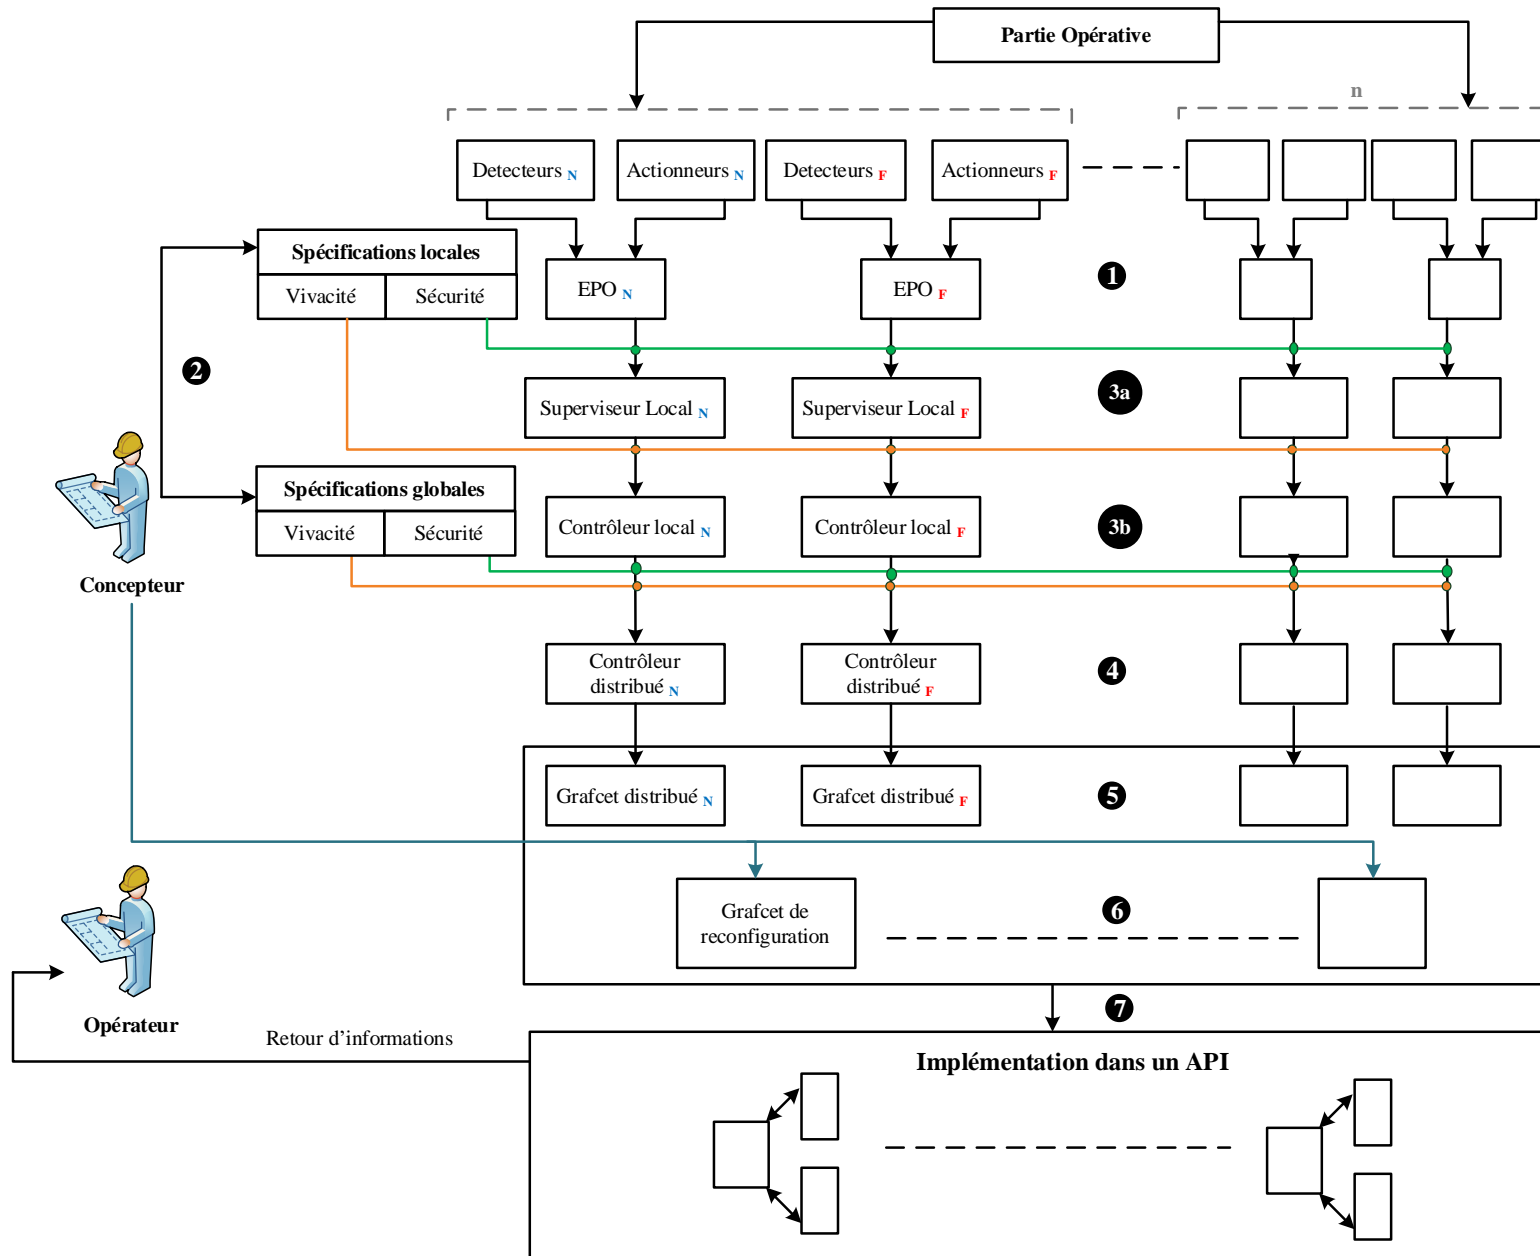 Partie Opérative
n
Detecteurs N
Actionneurs N
Detecteurs F
Actionneurs F
Spécifications locales
Vivacité
Sécurité
EPO N
EPO F
1
2
Superviseur Local N
Superviseur Local F
3a
Spécifications globales
Vivacité
Sécurité
Contrôleur local N
Contrôleur local F
3b
Concepteur
Contrôleur
distribué N
Contrôleur
distribué F
4
Grafcet distribué N
Grafcet distribué F
5
Grafcet de
reconfiguration
6
Opérateur
7
Retour d'informations
Implémentation dans un API